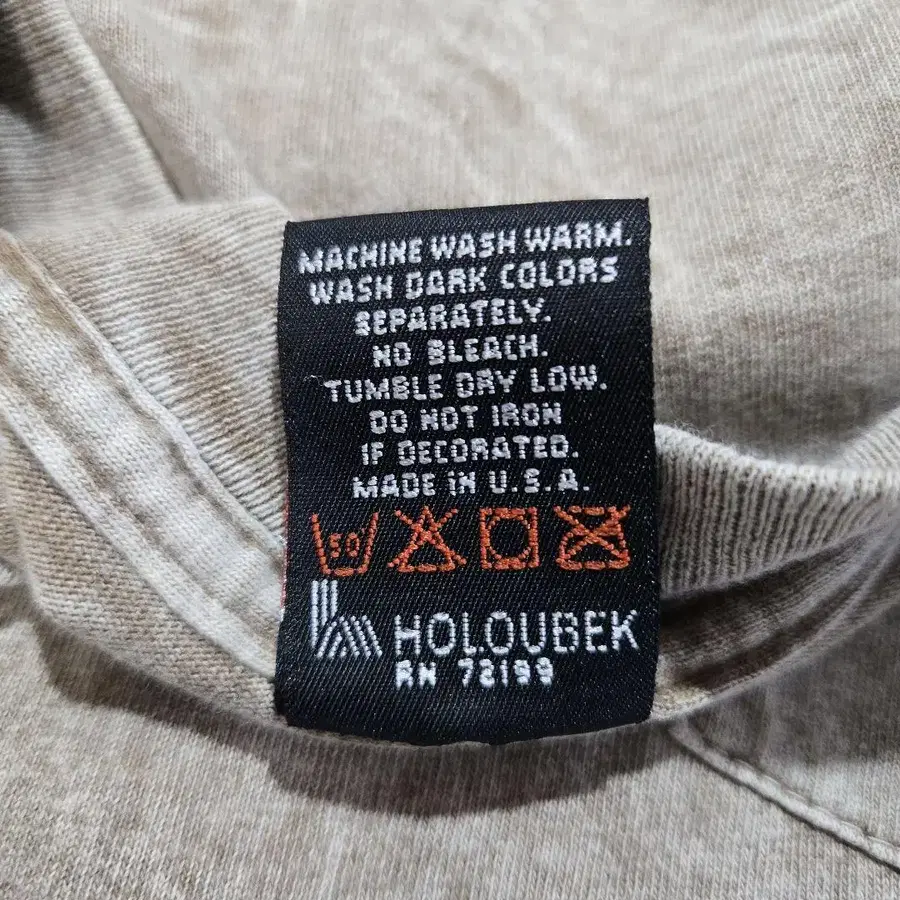 MACHINE WASH WARM.
WASH DARK COLORS
SEPARATELY.
NO BLEACH.
TUMBLE DRY LOW.
DO NOT IRON
IF DECORATED.
MADE IN U.S.A.
50
HOLOUBEK
RN 72199